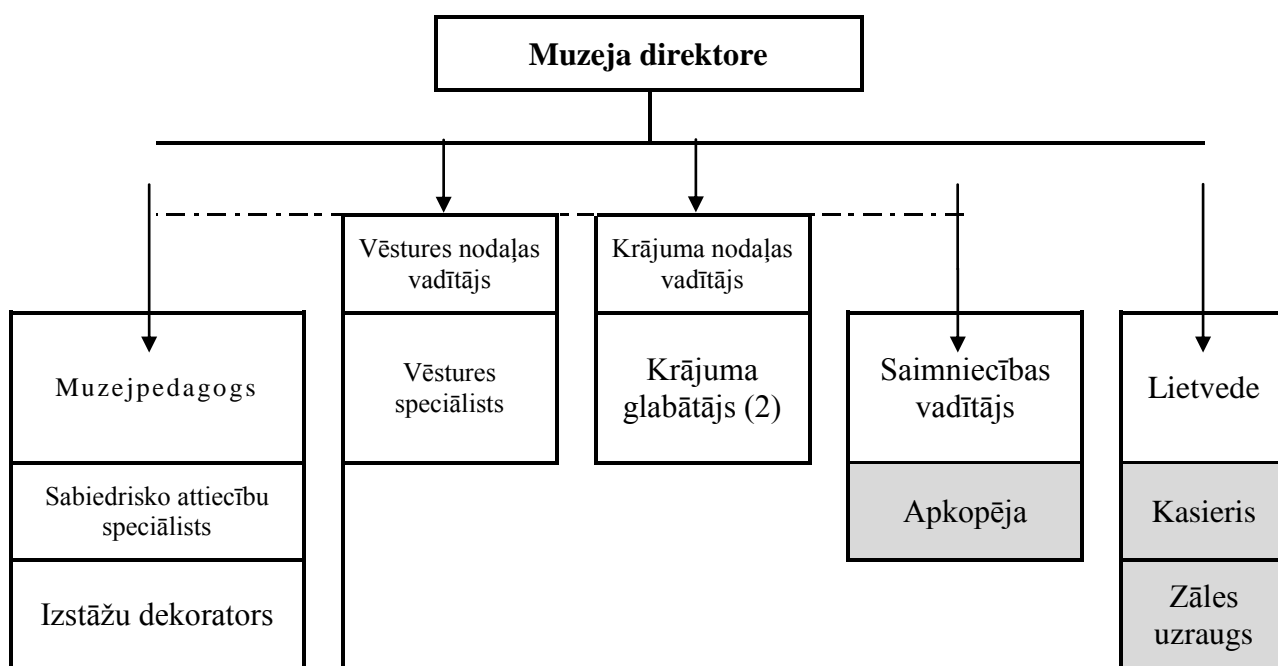 Muzeja direktore
Vēstures nodaļas
vadītājs
Krājuma nodaļas
vadītājs
Muzejpedagogs
Vēstures
speciālists
Krājuma
glabātājs (2)
Saimniecības
vadītājs
Lietvede
Sabiedrisko attiecību
speciālists
Apkopēja
Kasieris
Izstāžu dekorators
Zāles
uzraugs